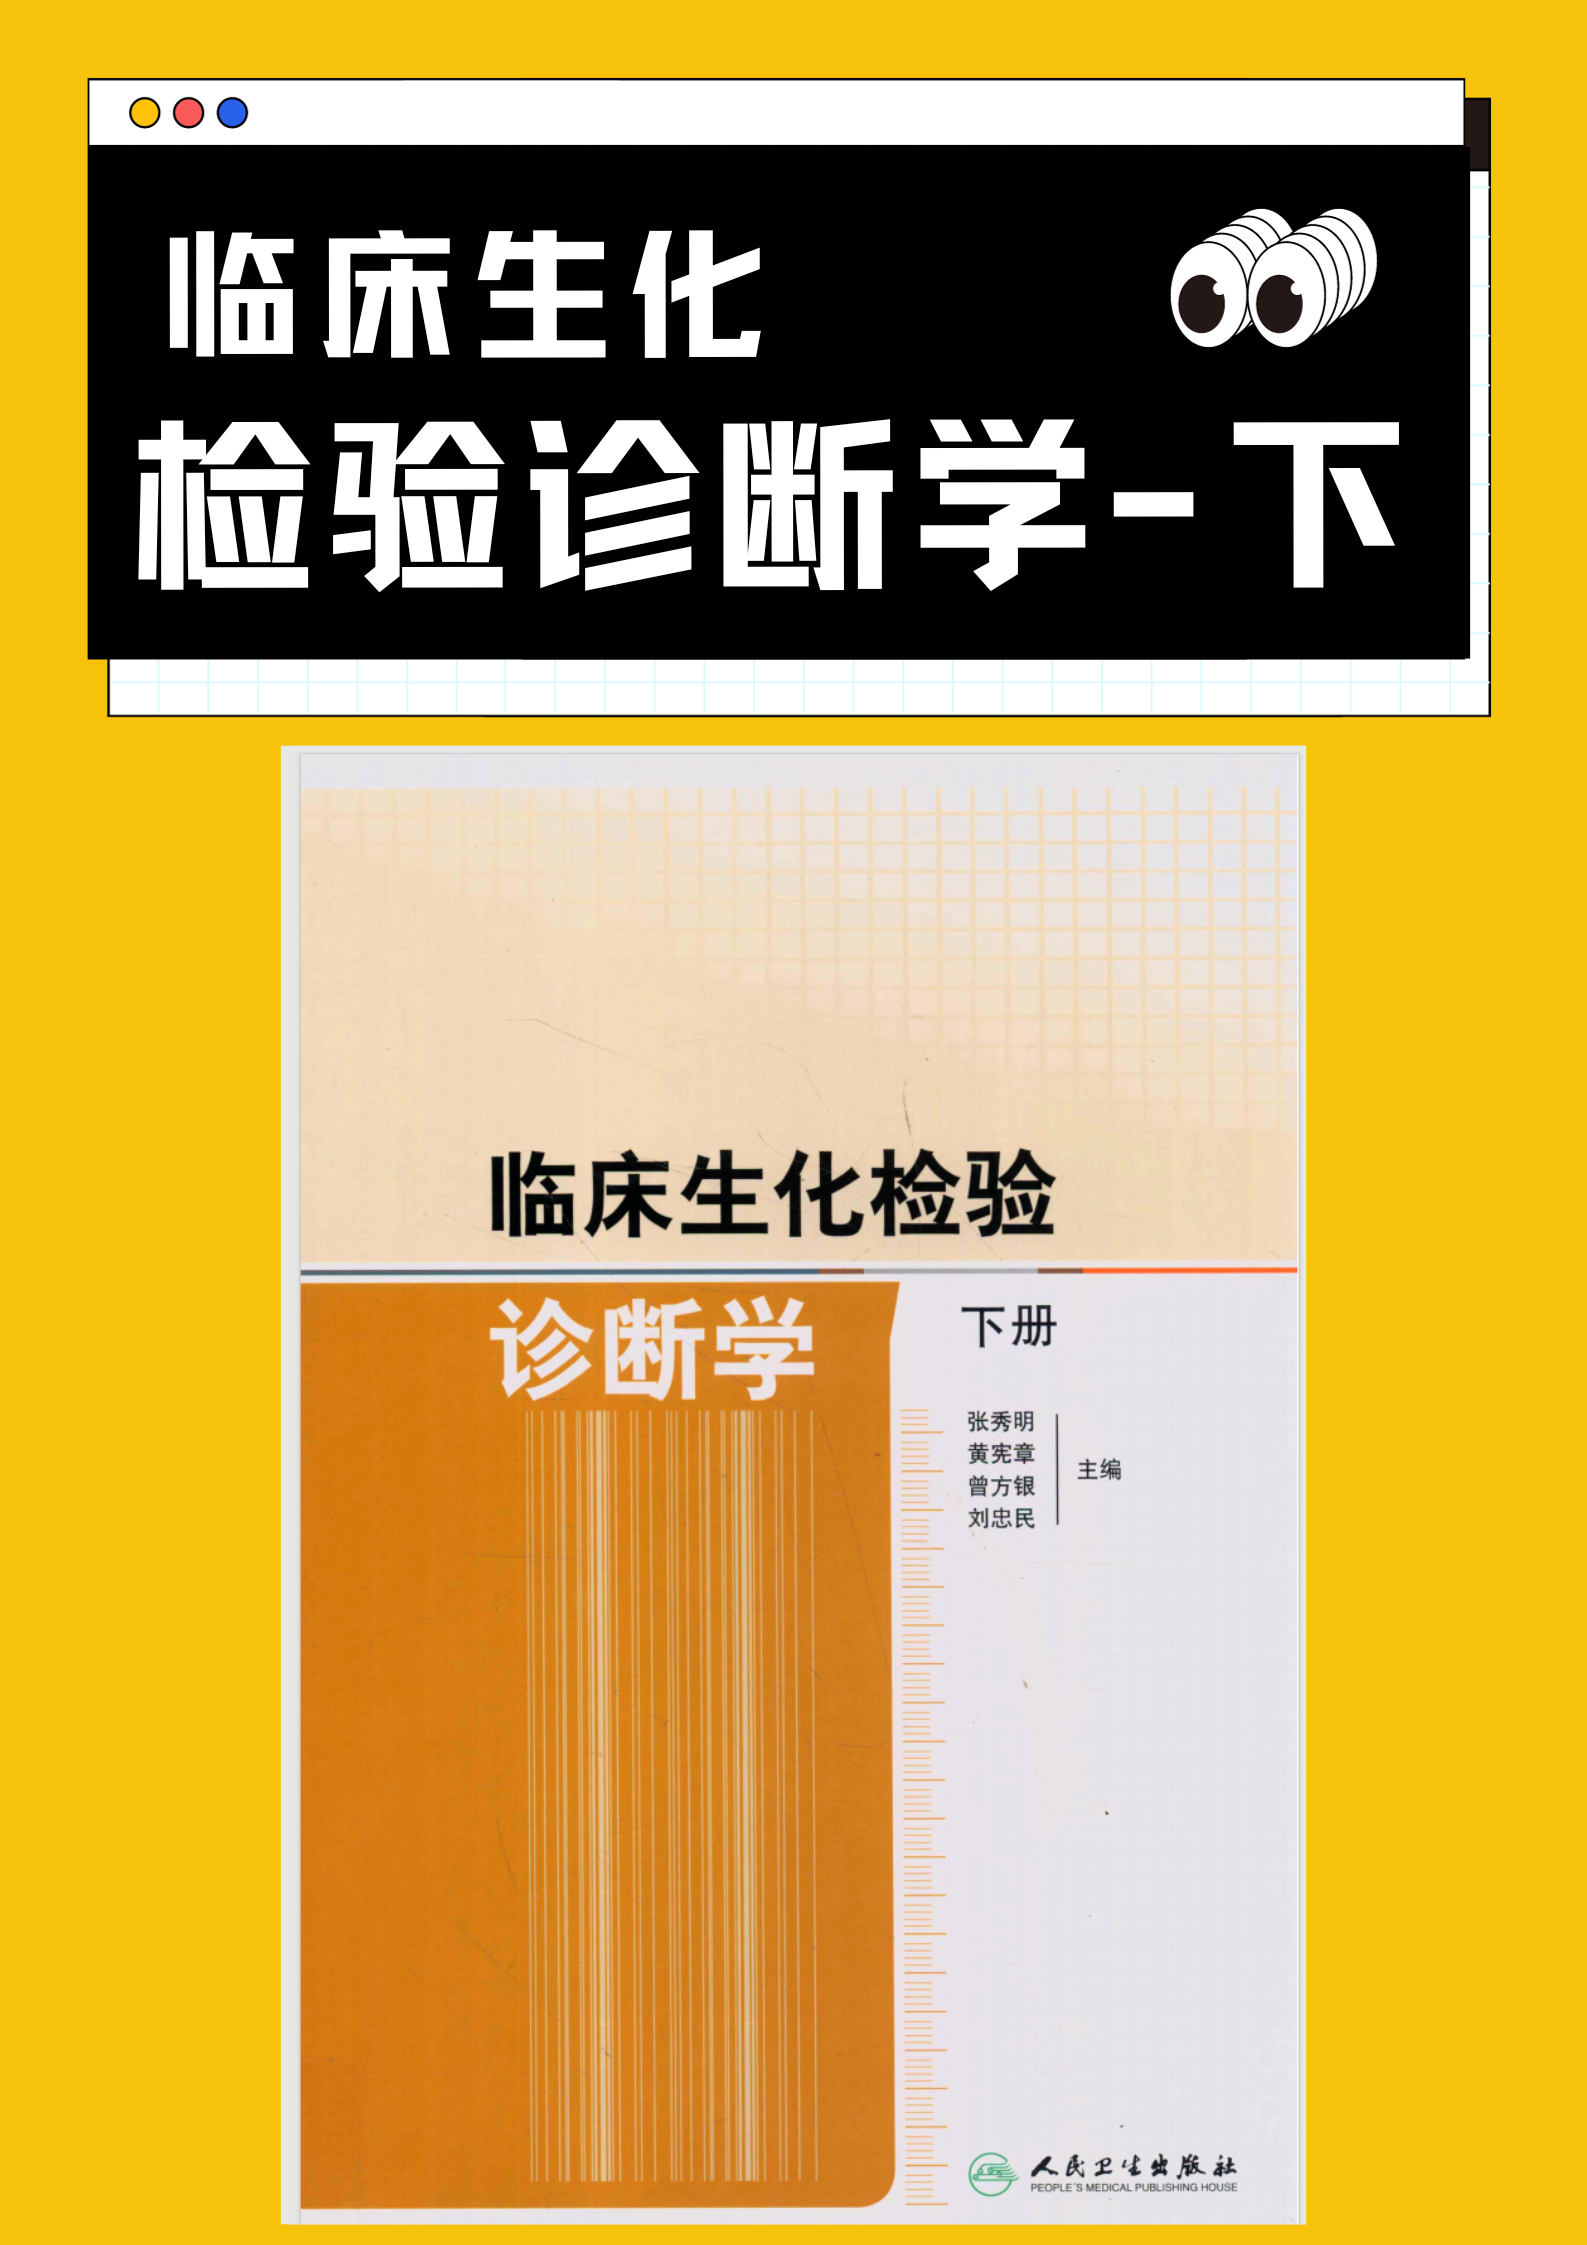 临床生化
检验诊断学-下
临床生化检验
诊断学
下册
张秀明
黄宪章
曾方银
刘忠民
主编
人民卫生出版社
PEOPLE'S MEDICAL PUBLISHING HOUSE